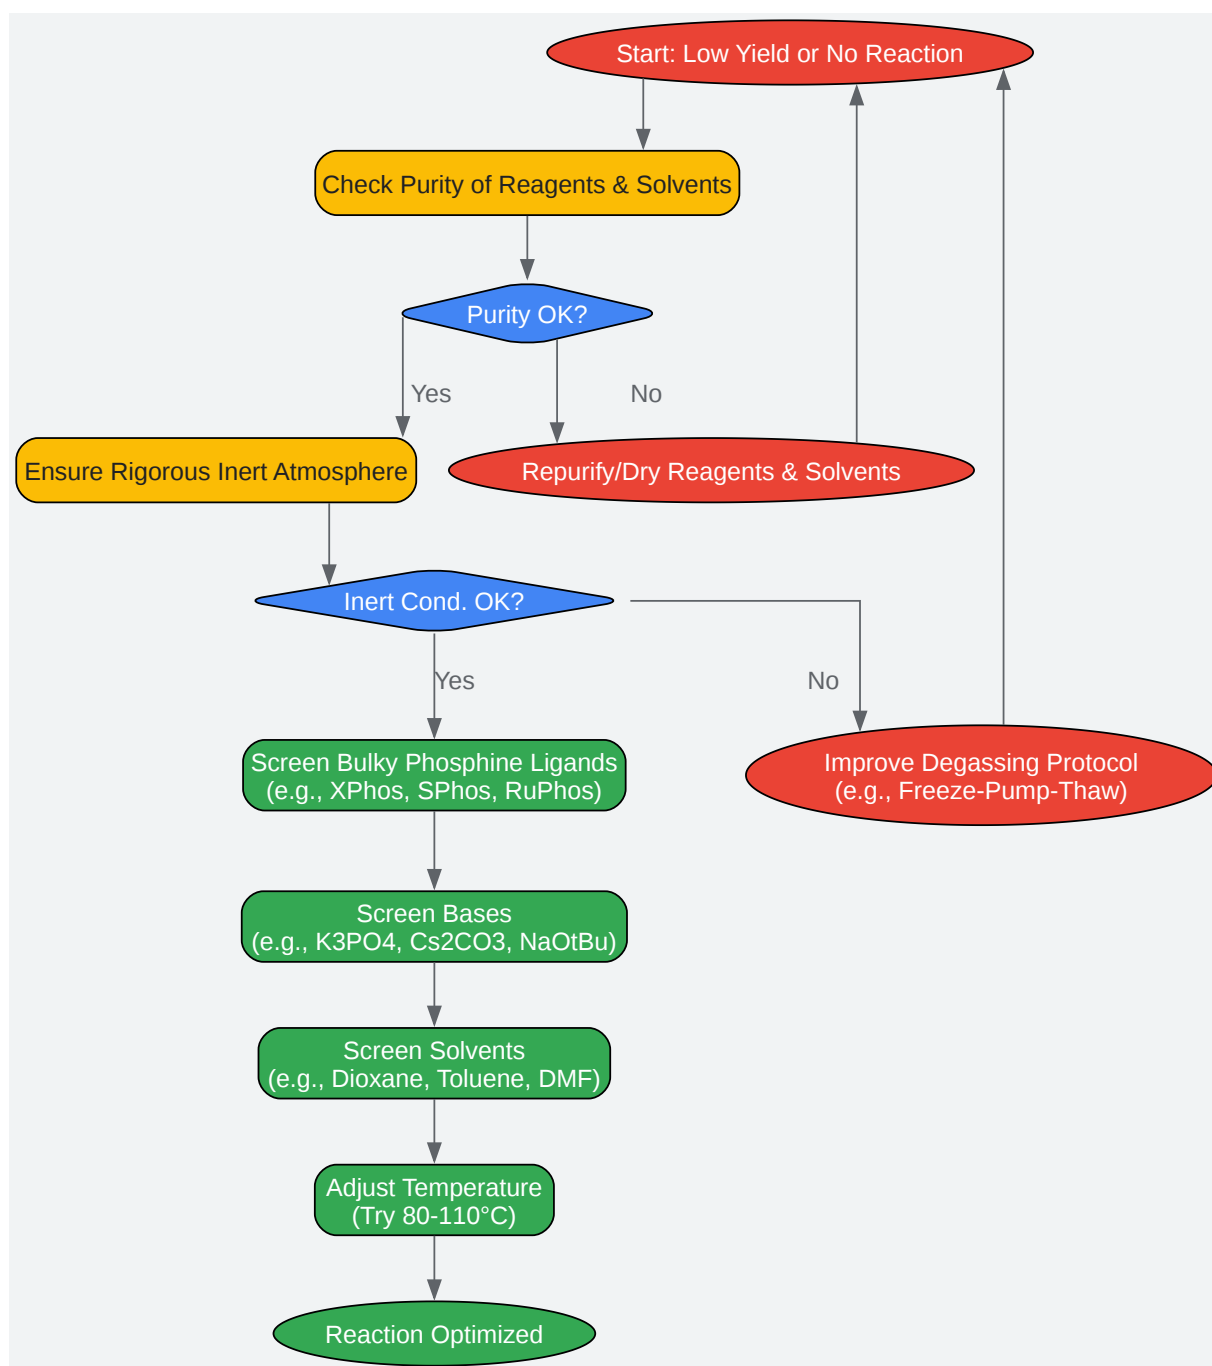 Start: Low Yield or No Reaction
Check Purity of Reagents & Solvents
Purity OK?
Yes
No
Ensure Rigorous Inert Atmosphere
Repurify/Dry Reagents & Solvents
Inert Cond. OK?
Yes
No
Screen Bulky Phosphine Ligands
(e.g., XPhos, SPhos, RuPhos)
Improve Degassing Protocol
(e.g., Freeze-Pump-Thaw)
Screen Bases
(e.g., K3PO4, Cs2CO3, NaOtBu)
Screen Solvents
(e.g., Dioxane, Toluene, DMF)
Adjust Temperature
(Try 80-110°C)
Reaction Optimized